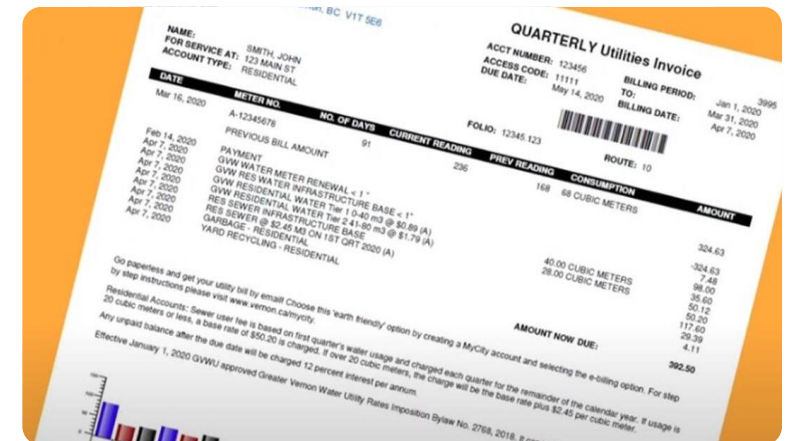 BC V1T 5E6
QUARTERLY Utilities Invoice
NAME: SMITH, JOHN
FOR SERVICE AT: 123 MAIN ST
ACCOUNT TYPE: RESIDENTIAL
ACCT NUMBER: 123456
ACCESS CODE: 11111
DUE DATE: May 14, 2020
3995
BILLING PERIOD: Jan 1, 2020
TO: Mar 31, 2020
BILLING DATE: Apr 7, 2020
FOLIO: 12345.123
ROUTE: 10
DATE METER NO. NO. OF DAYS CURRENT READING PREV READING CONSUMPTION AMOUNT
Mar 16, 2020 A-12345678 91 236 168 68 CUBIC METERS
PREVIOUS BILL AMOUNT 324.63
Feb 14, 2020 PAYMENT -324.63
Apr 7, 2020 GVW WATER METER RENEWAL < 1" 7.48
Apr 7, 2020 GVW RES WATER INFRASTRUCTURE BASE < 1" 98.00
Apr 7, 2020 GVW RESIDENTIAL WATER Tier 1 0-40 m3 @ $0.89 (A) 40.00 CUBIC METERS 35.60
Apr 7, 2020 GVW RESIDENTIAL WATER Tier 2 41-80 m3 @ $1.79 (A) 28.00 CUBIC METERS 50.12
Apr 7, 2020 RES SEWER INFRASTRUCTURE BASE 50.20
Apr 7, 2020 RES SEWER @ $2.45 M3 ON 1ST QRT 2020 (A) 117.60
Apr 7, 2020 GARBAGE - RESIDENTIAL 29.39
Apr 7, 2020 YARD RECYCLING - RESIDENTIAL 4.11
AMOUNT NOW DUE: 392.50
Go paperless and get your utility bill by email! Choose this 'earth friendly' option by creating a MyCity account and selecting the e-billing option. For step
by step instructions please visit www.vernon.ca/mycity.
Residential Accounts: Sewer user fee is based on first quarter's water usage and charged each quarter for the remainder of the calendar year. If usage is
20 cubic meters or less, a base rate of $50.20 is charged. If over 20 cubic meters, the charge will be the base rate plus $2.45 per cubic meter.
Any unpaid balance after the due date will be charged 12 percent interest per annum.
Effective January 1, 2020 GVWU approved Greater Vernon Water Utility Rates Imposition Bylaw No. 2768, 2018.